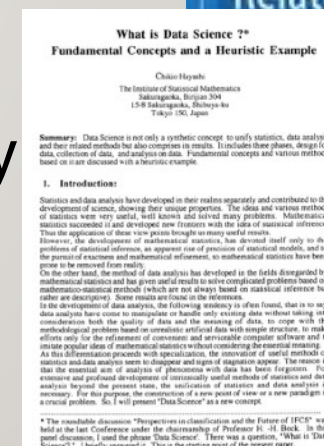 What is Data Science ?*
Fundamental Concepts and a Heuristic Example
Chikio Hayashi
The Institute of Statistical Mathematics
Sakuragaoka, Birijian 304
15-8 Sakuragaoka, Shibuya-ku
Tokyo 150, Japan
Summary: Data Science is not only a synthetic concept to unify statistics, data analys
and their related methods but also comprises its results. It includes three phases, design fo
data, collection of data, and analysis on data. Fundamental concepts and various method
based on it are discussed with a heuristic example.
1. Introduction:
Statistics and data analysis have developed in their realms separately and contributed to th
development of science, showing their unique properties. The ideas and various method
of statistics were very useful, well known and solved many problems. Mathematica
statistics succeeded it and developed new frontiers with the idea of statistical inference
Thus the application of these view points brought us many useful results.
However, the development of mathematical statistics, has devoted itself only to th
problems of statistical inference, an apparent rise of precision of statistical models, and t
the pursuit of exactness and mathematical refinement, so mathematical statistics have bee
prone to be removed from reality.
On the other hand, the method of data analysis has developed in the fields disregarded b
mathematical statistics and has given useful results to solve complicated problems based o
mathematico-statistical methods (which are not always based on statistical inference bu
rather are descriptive). Some results are found in the references.
In the development of data analysis, the following tendency is often found, that is to say
data analysts have come to manipulate or handle only existing data without taking int
consideration both the quality of data and the meaning of data, to cope with th
methodological problem based on unrealistic artificial data with simple structure, to mak
efforts only for the refinement of convenient and serviceable computer software and t
imitate popular ideas of mathematical statistics without considering the essential meaning.
As this differentiation proceeds with specialization, the innovation of useful methods o
statistics and data analysis seem to disappear and signs of stagnation appear. The reason i
that the essential aim of analysis of phenomena with data has been forgotten. Fo
extensive and profound development of intrinsically useful methods of statistics and dat
analysis beyond the present state, the unification of statistics and data analysis i
necessary. For this purpose, the construction of a new point of view or a new paradigm i
a crucial problem. So, I will present "Data Science" as a new concept.
* The roundtable discussion "Perspectives in classification and the Future of IFCS" wa
held at the last Conference under the chairmanship of Professor H. -H. Bock. In thi
panel discussion, I used the phrase 'Data Science'. There was a question, "What is 'Dat